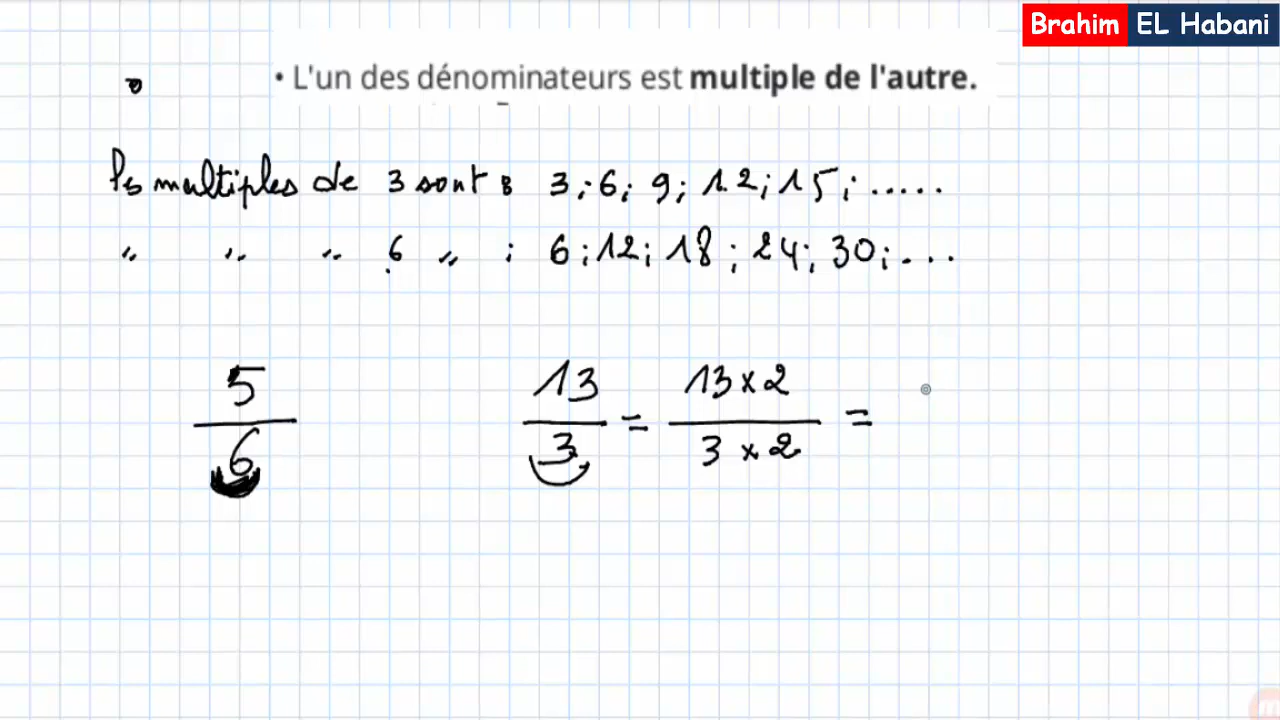 Brahim EL Habani
• L'un des dénominateurs est multiple de l'autre.
les multiples de 3 sont : 3 ; 6 ; 9 ; 12 ; 15 ; .....
" " " 6 " : 6 ; 12 ; 18 ; 24 ; 30 ; ....
5/6 13/3 = 13 × 2 / 3 × 2 =